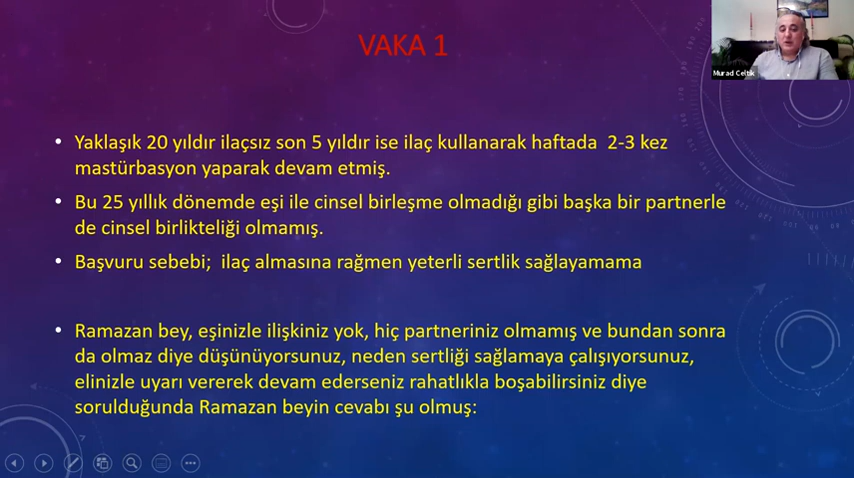 VAKA 1
Murad Celtik
• Yaklaşık 20 yıldır ilaçsız son 5 yıldır ise ilaç kullanarak haftada 2-3 kez
mastürbasyon yaparak devam etmiş.
• Bu 25 yıllık dönemde eşi ile cinsel birleşme olmadığı gibi başka bir partnerle
de cinsel birlikteliği olmamış.
• Başvuru sebebi; ilaç almasına rağmen yeterli sertlik sağlayamama
• Ramazan bey, eşinizle ilişkiniz yok, hiç partneriniz olmamış ve bundan sonra
da olmaz diye düşünüyorsunuz, neden sertliği sağlamaya çalışıyorsunuz,
elinizle uyarı vererek devam ederseniz rahatlıkla boşabilirsiniz diye
sorulduğunda Ramazan beyin cevabı şu olmuş: